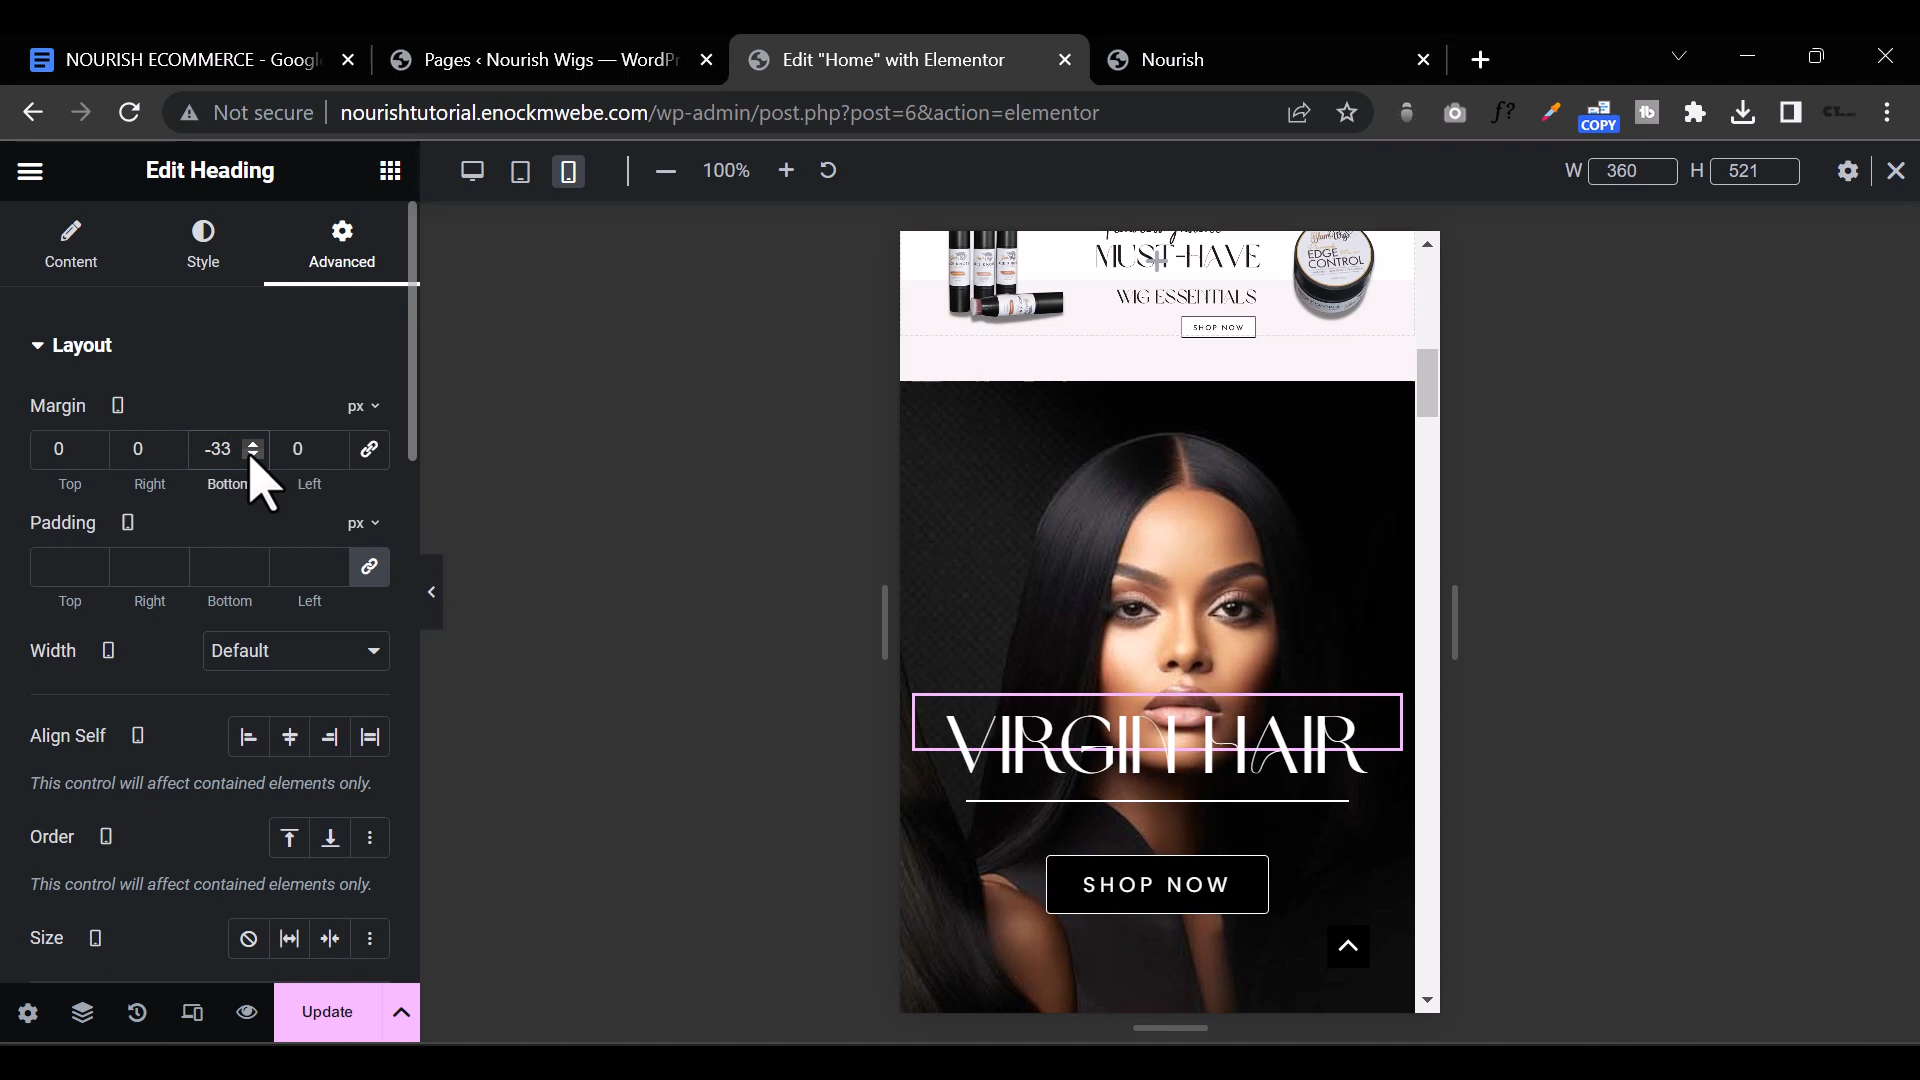 NOURISH ECOMMERCE - Googl
Pages ‹ Nourish Wigs — WordPr
Edit "Home" with Elementor
Nourish
Not secure
nourishtutorial.enockmwebe.com/wp-admin/post.php?post=6&action=elementor
f?
COPY
tb
Edit Heading
100%
W 360 H 521
Content
Style
Advanced
Layout
Margin
px
0 0 -33 0
Top Right Bottom Left
Padding
px
Top Right Bottom Left
Width
Default
Align Self
This control will affect contained elements only.
Order
This control will affect contained elements only.
Size
Update
MUST-HAVE
WIG ESSENTIALS
SHOP NOW
EDGE
CONTROL
VIRGIN HAIR
SHOP NOW